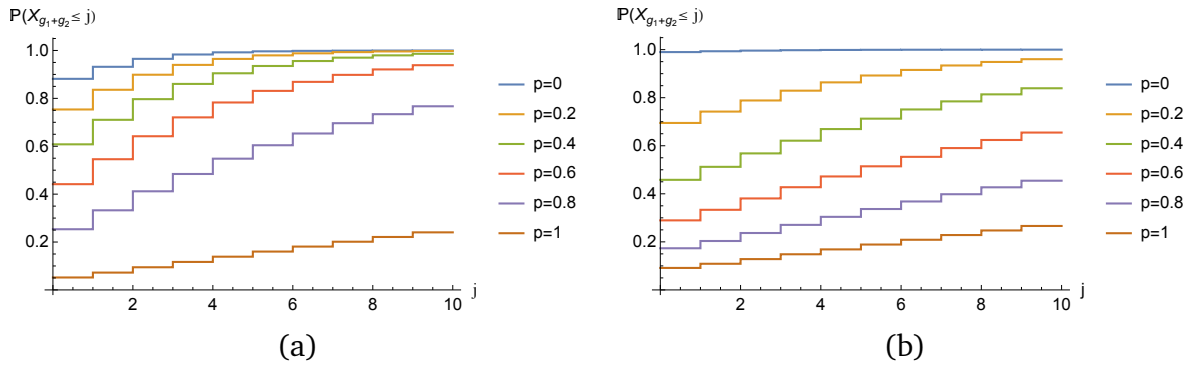 ℙ(X_{g₁+g₂} ≤ j)
1.0
0.8
0.6
0.4
0.2
2 4 6 8 10 j
p=0
p=0.2
p=0.4
p=0.6
p=0.8
p=1
(a)
ℙ(X_{g₁+g₂} ≤ j)
1.0
0.8
0.6
0.4
0.2
2 4 6 8 10 j
p=0
p=0.2
p=0.4
p=0.6
p=0.8
p=1
(b)